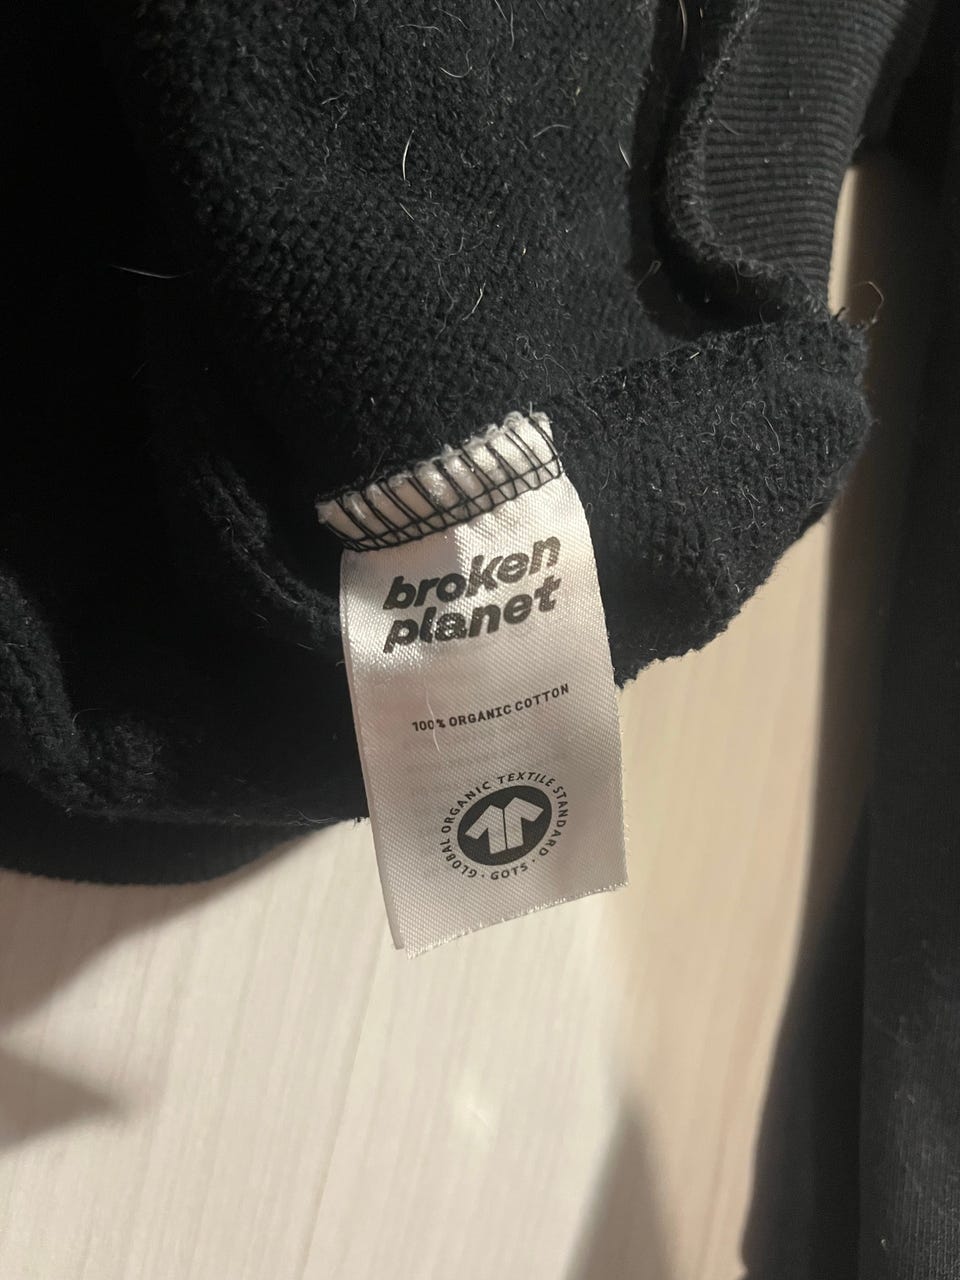 broken
planet
100% ORGANIC COTTON
GLOBAL ORGANIC TEXTILE STANDARD · GOTS ·